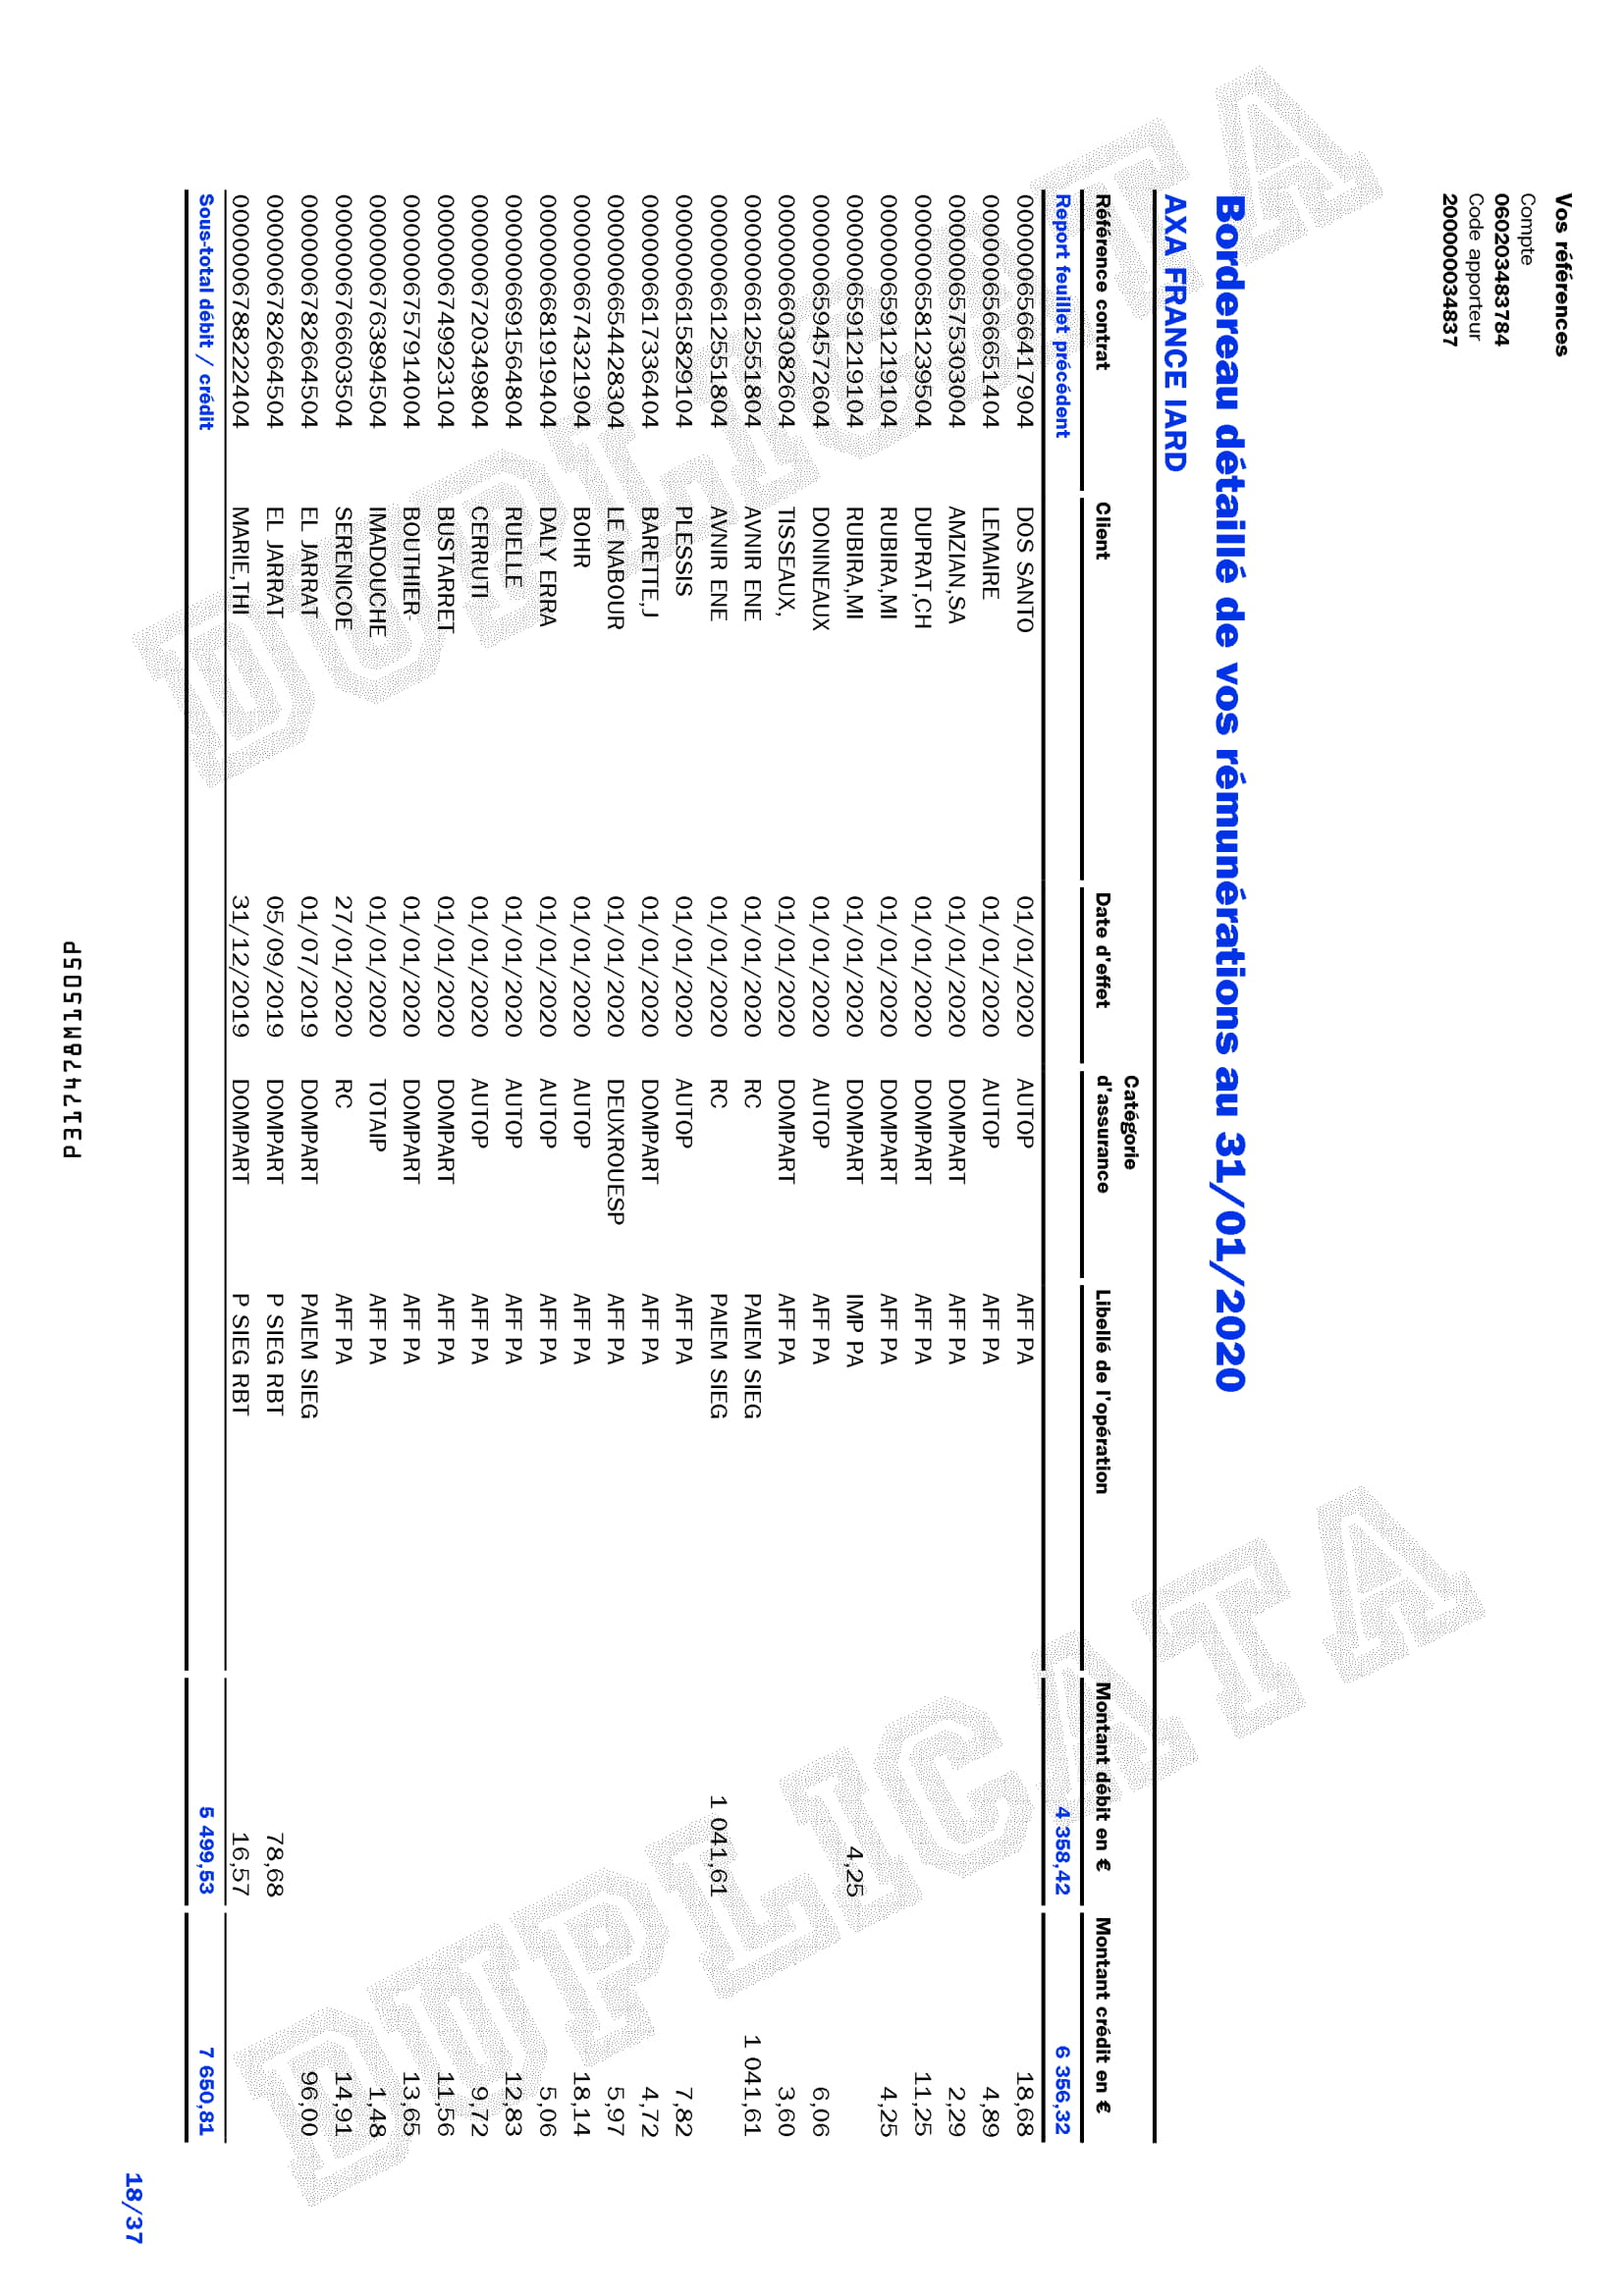 Vos références
Compte
060203483784
Code apporteur
2000000034837
Bordereau détaillé de vos rémunérations au 31/01/2020
AXA FRANCE IARD
Référence contrat Client Date d'effet Catégorie d'assurance Libellé de l'opération Montant débit en € Montant crédit en €
Report feuillet précédent 4 358,42 6 356,32
0000006566417904 DOS SANTO 01/01/2020 AUTOP AFF PA 18,68
0000006566651404 LEMAIRE 01/01/2020 AUTOP AFF PA 4,89
0000006575303004 AMZIAN,SA 01/01/2020 DOMPART AFF PA 2,29
0000006581239504 DUPRAT,CH 01/01/2020 DOMPART AFF PA 11,25
0000006591219104 RUBIRA,MI 01/01/2020 DOMPART AFF PA 4,25
0000006591219104 RUBIRA,MI 01/01/2020 DOMPART IMP PA 4,25
0000006594572604 DONINEAUX 01/01/2020 AUTOP AFF PA 6,06
0000006603082604 TISSEAUX, 01/01/2020 DOMPART AFF PA 3,60
0000006612551804 AVNIR ENE 01/01/2020 RC PAIEM SIEG 1 041,61
0000006612551804 AVNIR ENE 01/01/2020 RC PAIEM SIEG 1 041,61
0000006615829104 PLESSIS 01/01/2020 AUTOP AFF PA 7,82
0000006617336404 BARETTE,J 01/01/2020 DOMPART AFF PA 4,72
0000006654428304 LE NABOUR 01/01/2020 DEUXROUESP AFF PA 5,97
0000006674321904 BOHR 01/01/2020 AUTOP AFF PA 18,14
0000006681919404 DALY ERRA 01/01/2020 AUTOP AFF PA 5,06
0000006691564804 RUELLE 01/01/2020 AUTOP AFF PA 12,83
0000006720349804 CERRUTI 01/01/2020 AUTOP AFF PA 9,72
0000006749923104 BUSTARRET 01/01/2020 DOMPART AFF PA 11,56
0000006757914004 BOUTHIER- 01/01/2020 DOMPART AFF PA 13,65
0000006763894504 IMADOUCHE 01/01/2020 TOTAIP AFF PA 1,48
0000006766603504 SERENICOE 27/01/2020 RC AFF PA 14,91
0000006782664504 EL JARRAT 01/07/2019 DOMPART PAIEM SIEG 96,00
0000006782664504 EL JARRAT 05/09/2019 DOMPART P SIEG RBT 78,68
0000006788222404 MARIE,THI 31/12/2019 DOMPART P SIEG RBT 16,57
Sous-total débit / crédit 5 499,53 7 650,81
18/37
DUPLICATA
DUPLICATA